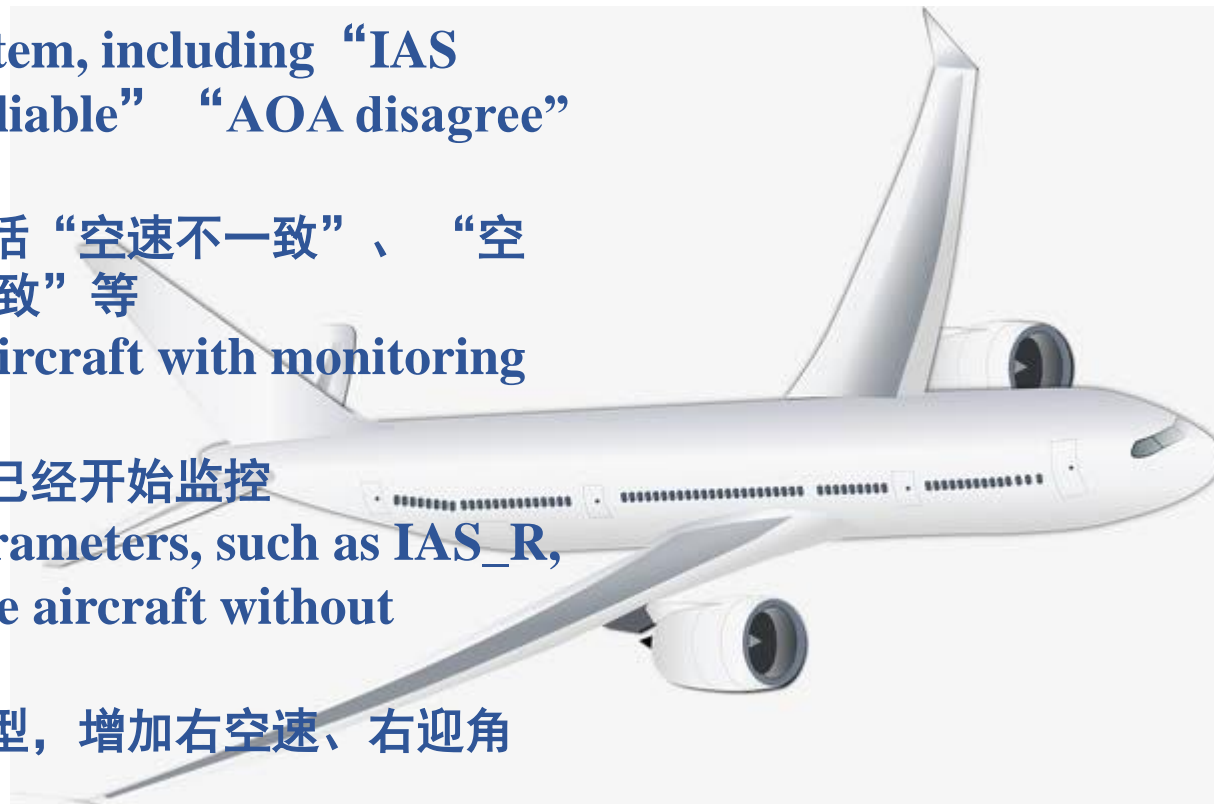 tem, including “IAS
liable” “AOA disagree”
括“空速不一致”、 “空
致”等
ircraft with monitoring
已经开始监控
rameters, such as IAS_R,
e aircraft without
型，增加右空速、右迎角